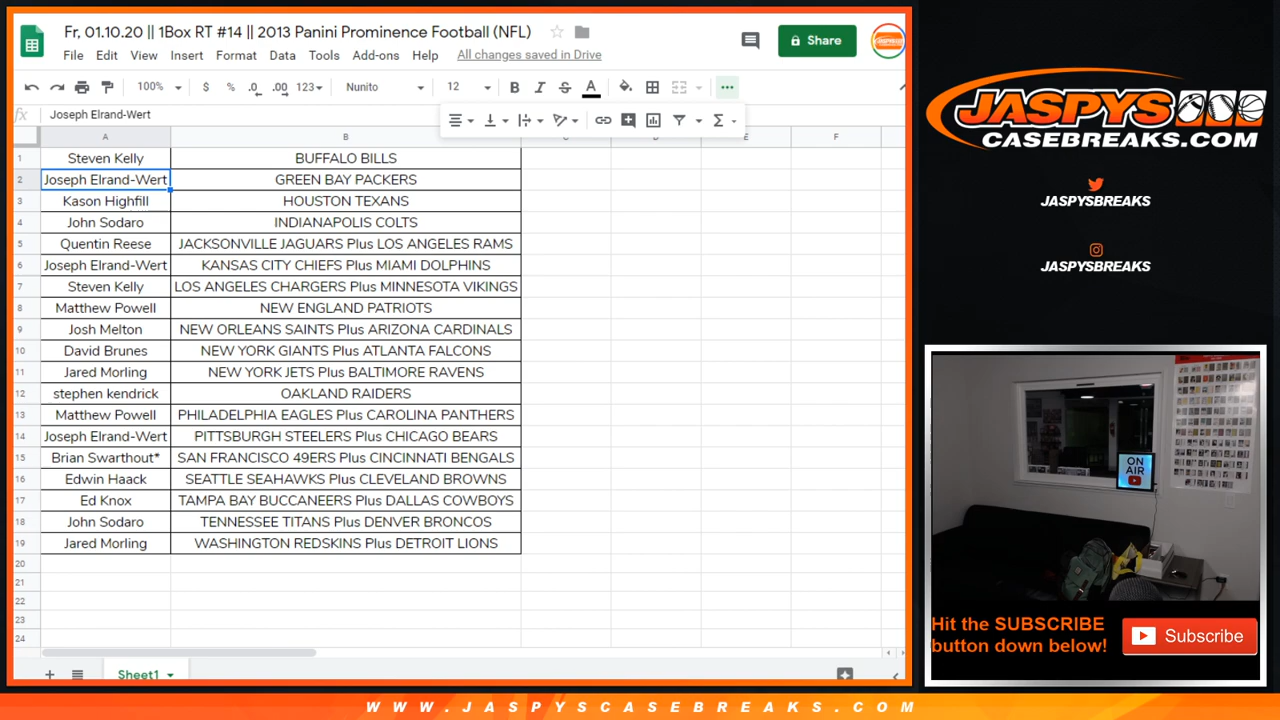 Fr, 01.10.20 || 1Box RT #14 || 2013 Panini Prominence Football (NFL)
File Edit View Insert Format Data Tools Add-ons Help All changes saved in Drive
Share
100% $ % .0 .00 123 Nunito 12 B I S A
fx Joseph Elrand-Wert
A B C D E F
1 Steven Kelly BUFFALO BILLS
2 Joseph Elrand-Wert GREEN BAY PACKERS
3 Kason Highfill HOUSTON TEXANS
4 John Sodaro INDIANAPOLIS COLTS
5 Quentin Reese JACKSONVILLE JAGUARS Plus LOS ANGELES RAMS
6 Joseph Elrand-Wert KANSAS CITY CHIEFS Plus MIAMI DOLPHINS
7 Steven Kelly LOS ANGELES CHARGERS Plus MINNESOTA VIKINGS
8 Matthew Powell NEW ENGLAND PATRIOTS
9 Josh Melton NEW ORLEANS SAINTS Plus ARIZONA CARDINALS
10 David Brunes NEW YORK GIANTS Plus ATLANTA FALCONS
11 Jared Morling NEW YORK JETS Plus BALTIMORE RAVENS
12 stephen kendrick OAKLAND RAIDERS
13 Matthew Powell PHILADELPHIA EAGLES Plus CAROLINA PANTHERS
14 Joseph Elrand-Wert PITTSBURGH STEELERS Plus CHICAGO BEARS
15 Brian Swarthout* SAN FRANCISCO 49ERS Plus CINCINNATI BENGALS
16 Edwin Haack SEATTLE SEAHAWKS Plus CLEVELAND BROWNS
17 Ed Knox TAMPA BAY BUCCANEERS Plus DALLAS COWBOYS
18 John Sodaro TENNESSEE TITANS Plus DENVER BRONCOS
19 Jared Morling WASHINGTON REDSKINS Plus DETROIT LIONS
20
21
22
23
24
Sheet1
JASPYS
CASEBREAKS.COM
JASPYSBREAKS
JASPYSBREAKS
ON
AIR
Hit the SUBSCRIBE
button down below!
Subscribe
WWW.JASPYSCASEBREAKS.COM